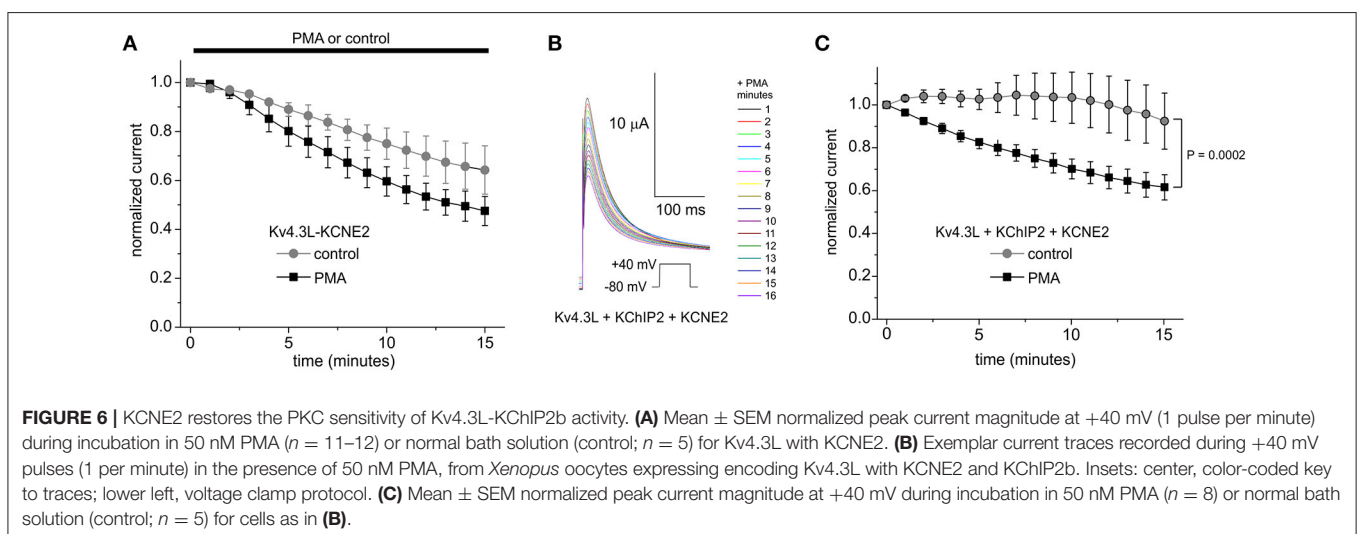 A
PMA or control
1.0
0.8
0.6
0.4
0.2
0.0
normalized current
Kv4.3L-KCNE2
control
PMA
0
5
10
15
time (minutes)
B
10 µA
100 ms
+40 mV
-80 mV
Kv4.3L + KChIP2 + KCNE2
+ PMA
minutes
1
2
3
4
5
6
7
8
9
10
11
12
13
14
15
16
C
1.0
0.8
0.6
0.4
0.2
0.0
normalized current
P = 0.0002
Kv4.3L + KChIP2 + KCNE2
control
PMA
0
5
10
15
time (minutes)
FIGURE 6 | KCNE2 restores the PKC sensitivity of Kv4.3L-KChIP2b activity. (A) Mean ± SEM normalized peak current magnitude at +40 mV (1 pulse per minute)
during incubation in 50 nM PMA (n = 11–12) or normal bath solution (control; n = 5) for Kv4.3L with KCNE2. (B) Exemplar current traces recorded during +40 mV
pulses (1 per minute) in the presence of 50 nM PMA, from Xenopus oocytes expressing encoding Kv4.3L with KCNE2 and KChIP2b. Insets: center, color-coded key
to traces; lower left, voltage clamp protocol. (C) Mean ± SEM normalized peak current magnitude at +40 mV during incubation in 50 nM PMA (n = 8) or normal bath
solution (control; n = 5) for cells as in (B).